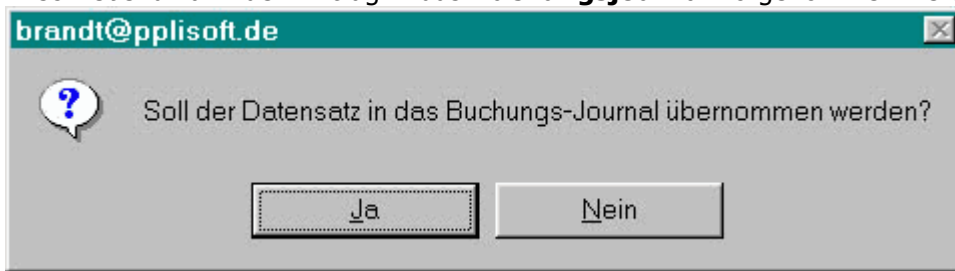 brandt@pplisoft.de
Soll der Datensatz in das Buchungs-Journal übernommen werden?
Ja
Nein